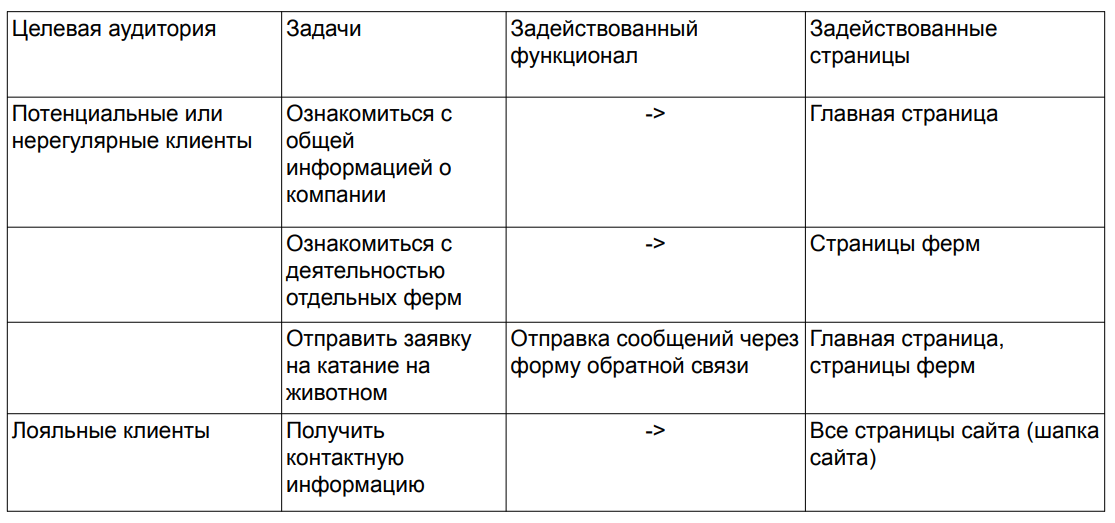 Целевая аудитория
Задачи
Задействованный
функционал
Задействованные
страницы
Потенциальные или
нерегулярные клиенты
Ознакомиться с
общей
информацией о
компании
->
Главная страница
Ознакомиться с
деятельностью
отдельных ферм
->
Страницы ферм
Отправить заявку
на катание на
животном
Отправка сообщений через
форму обратной связи
Главная страница,
страницы ферм
Лояльные клиенты
Получить
контактную
информацию
->
Все страницы сайта (шапка
сайта)